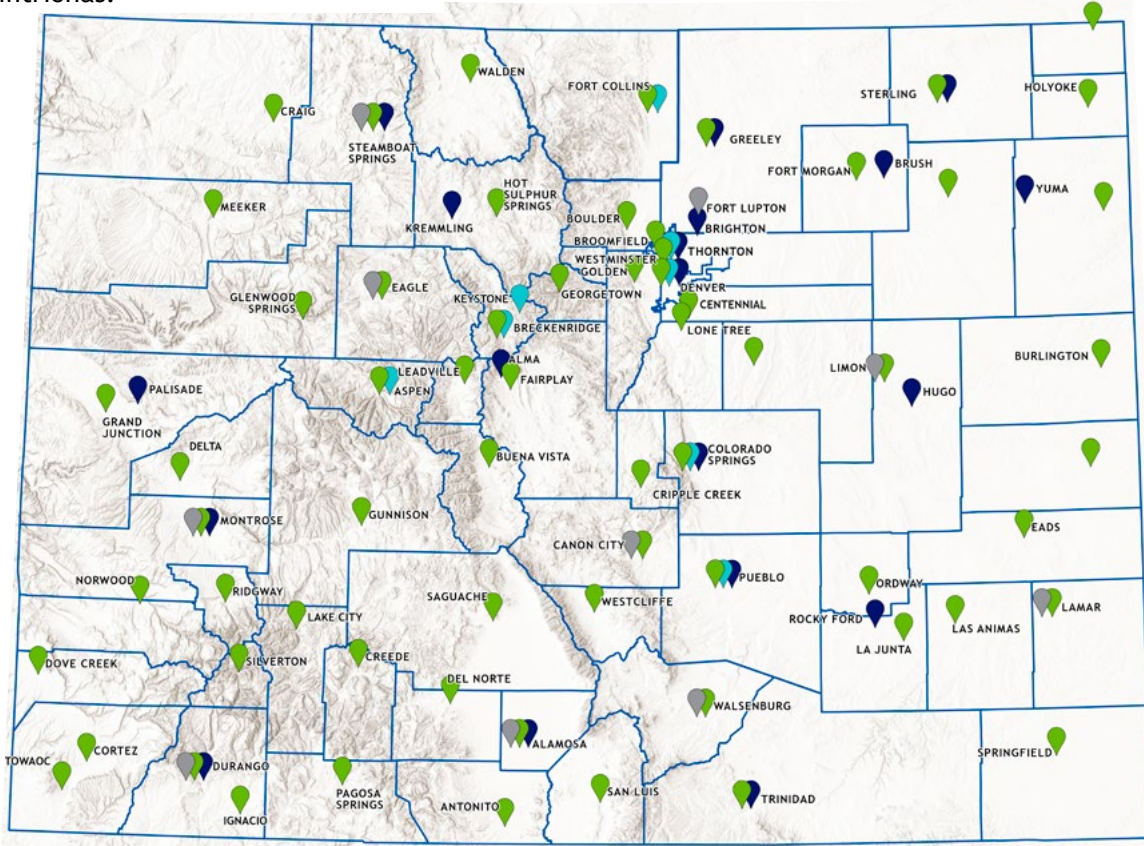 WALDEN
FORT COLLINS
STERLING
HOLYOKE
CRAIG
STEAMBOAT
SPRINGS
GREELEY
FORT MORGAN
BRUSH
YUMA
MEEKER
HOT
SULPHUR
SPRINGS
KREMMLING
FORT LUPTON
BOULDER
BRIGHTON
BROOMFIELD
THORNTON
WESTMINSTER
GOLDEN
DENVER
EAGLE
GEORGETOWN
KEYSTONE
GLENWOOD
SPRINGS
CENTENNIAL
BRECKENRIDGE
LONE TREE
ALMA
BURLINGTON
LEADVILLE
LIMON
FAIRPLAY
ASPEN
PALISADE
HUGO
GRAND
JUNCTION
DELTA
BUENA VISTA
COLORADO
SPRINGS
CRIPPLE CREEK
GUNNISON
MONTROSE
EADS
CANON CITY
NORWOOD
RIDGWAY
PUEBLO
ORDWAY
SAGUACHE
WESTCLIFFE
LAMAR
LAKE CITY
ROCKY FORD
LAS ANIMAS
LA JUNTA
DOVE CREEK
SILVERTON
CREEDE
DEL NORTE
WALSENBURG
ALAMOSA
CORTEZ
SPRINGFIELD
TOWAOC
DURANGO
PAGOSA
SPRINGS
SAN LUIS
TRINIDAD
ANTONITO
IGNACIO